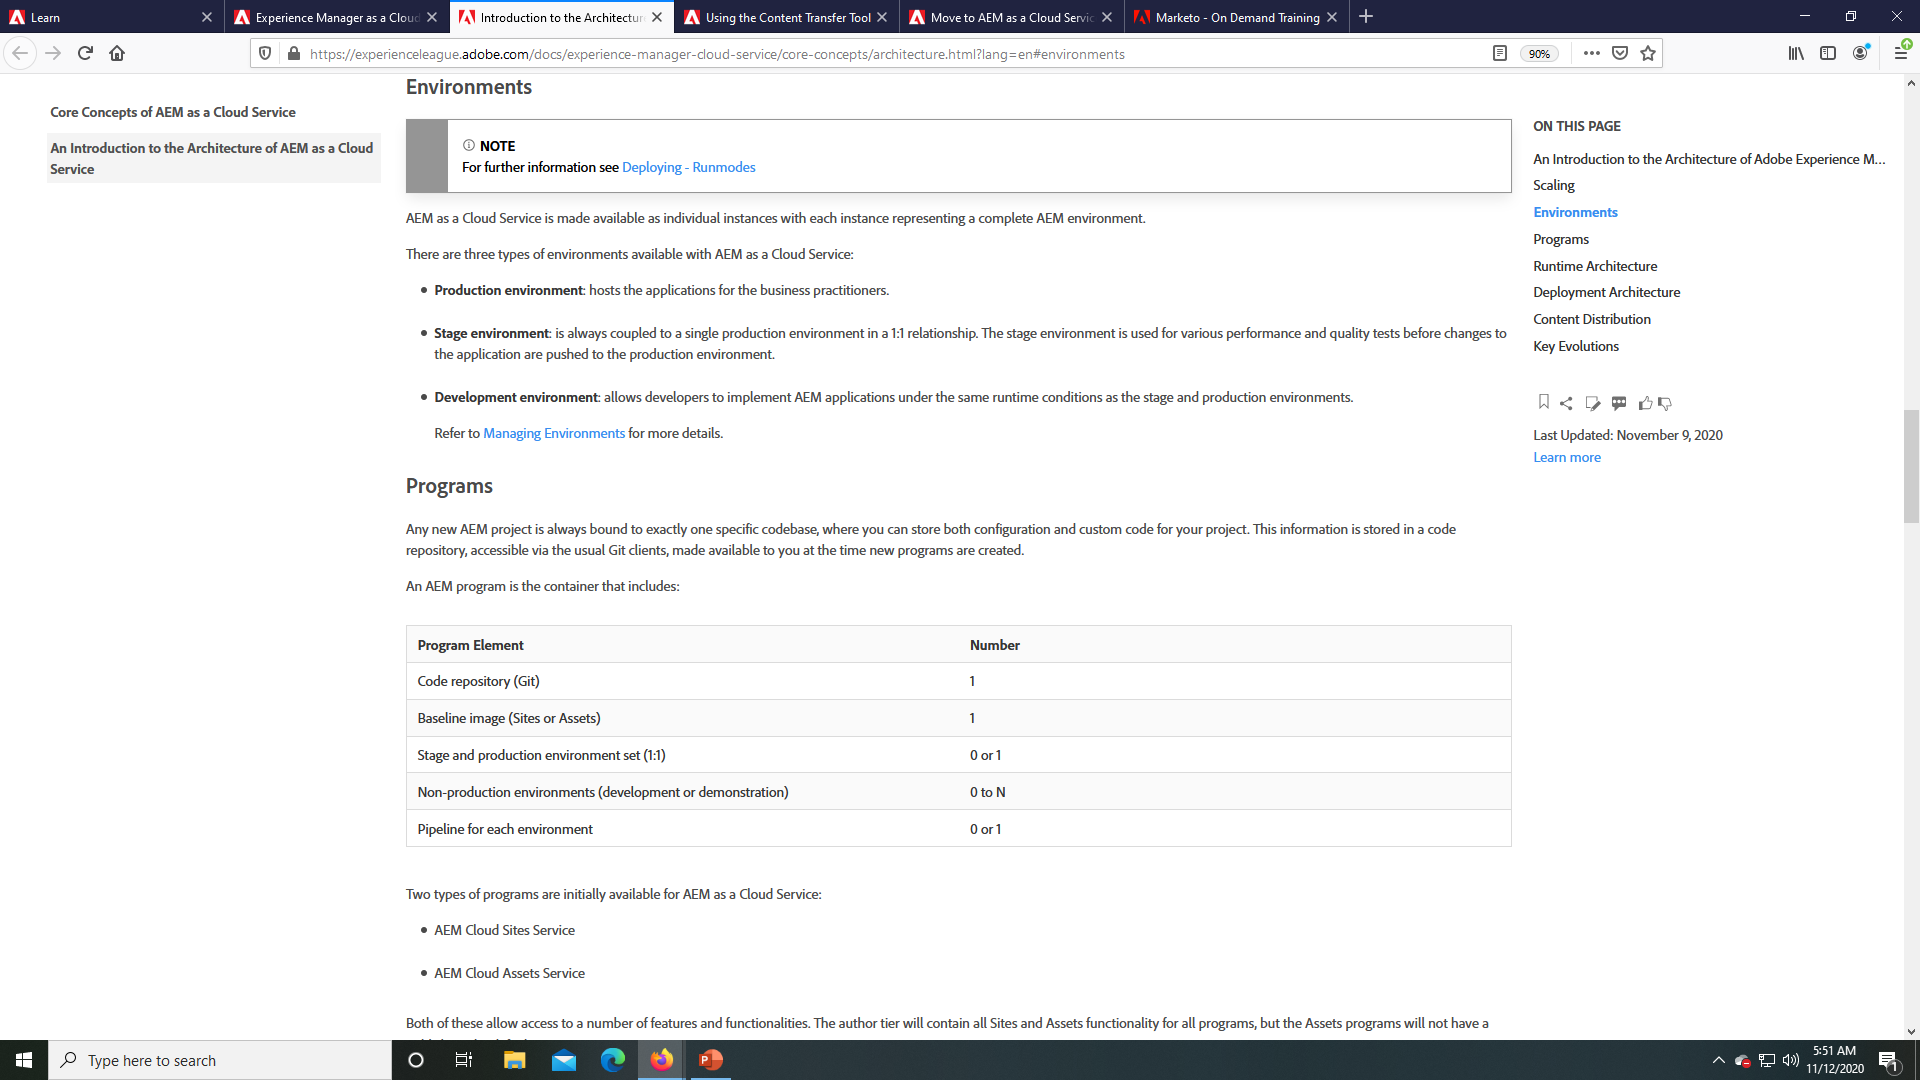 Learn
Experience Manager as a Cloud
Introduction to the Architectur
Using the Content Transfer Tool
Move to AEM as a Cloud Servic
Marketo - On Demand Training
https://experienceleague.adobe.com/docs/experience-manager-cloud-service/core-concepts/architecture.html?lang=en#environments
90%
Core Concepts of AEM as a Cloud Service
An Introduction to the Architecture of AEM as a Cloud
Service
Environments
NOTE
For further information see Deploying - Runmodes
AEM as a Cloud Service is made available as individual instances with each instance representing a complete AEM environment.
There are three types of environments available with AEM as a Cloud Service:
• Production environment: hosts the applications for the business practitioners.
• Stage environment: is always coupled to a single production environment in a 1:1 relationship. The stage environment is used for various performance and quality tests before changes to
the application are pushed to the production environment.
• Development environment: allows developers to implement AEM applications under the same runtime conditions as the stage and production environments.
Refer to Managing Environments for more details.
Programs
Any new AEM project is always bound to exactly one specific codebase, where you can store both configuration and custom code for your project. This information is stored in a code
repository, accessible via the usual Git clients, made available to you at the time new programs are created.
An AEM program is the container that includes:
Program Element Number
Code repository (Git) 1
Baseline image (Sites or Assets) 1
Stage and production environment set (1:1) 0 or 1
Non-production environments (development or demonstration) 0 to N
Pipeline for each environment 0 or 1
Two types of programs are initially available for AEM as a Cloud Service:
• AEM Cloud Sites Service
• AEM Cloud Assets Service
Both of these allow access to a number of features and functionalities. The author tier will contain all Sites and Assets functionality for all programs, but the Assets programs will not have a
ON THIS PAGE
An Introduction to the Architecture of Adobe Experience M...
Scaling
Environments
Programs
Runtime Architecture
Deployment Architecture
Content Distribution
Key Evolutions
Last Updated: November 9, 2020
Learn more
Type here to search
5:51 AM
11/12/2020
1